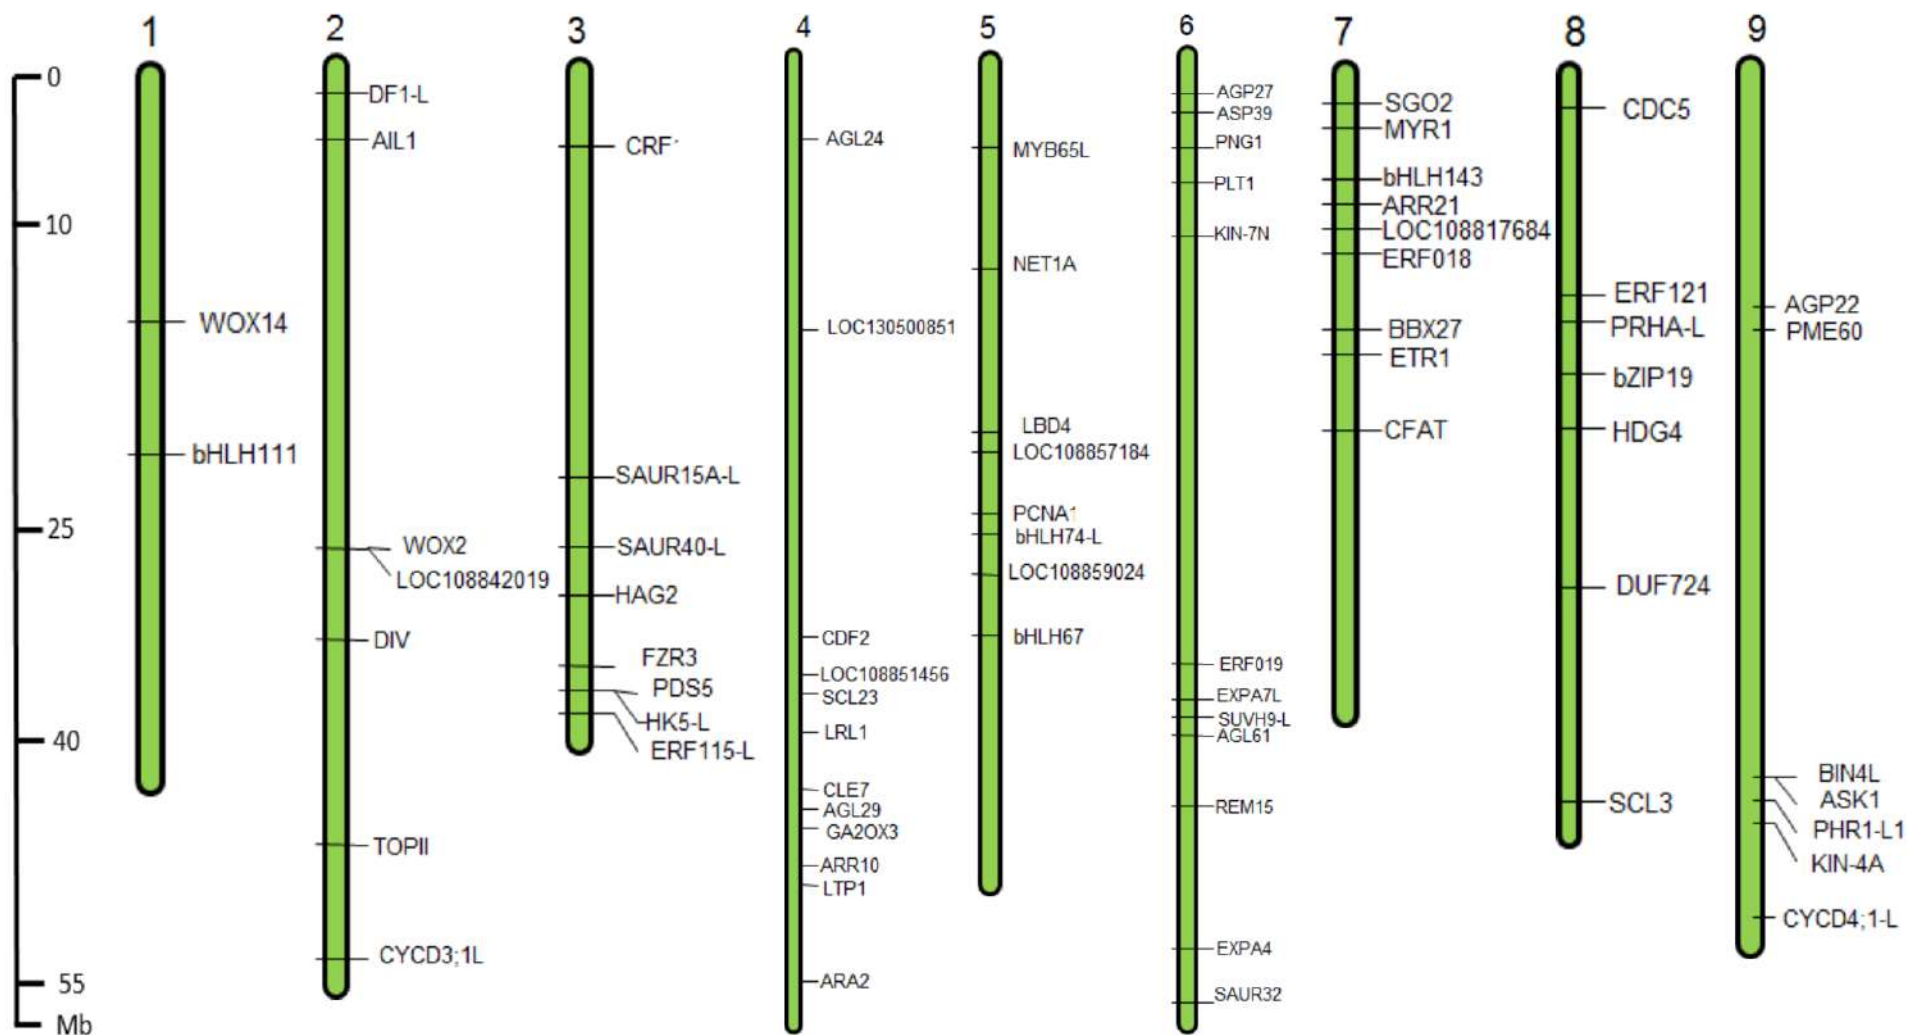 1
2
3
4
5
6
7
8
9
0
10
25
40
55
Mb
WOX14
bHLH111
DF1-L
AIL1
WOX2
LOC108842019
DIV
TOPII
CYCD3;1L
CRF1
SAUR15A-L
SAUR40-L
HAG2
FZR3
PDS5
HK5-L
ERF115-L
AGL24
LOC130500851
CDF2
LOC108851456
SCL23
LRL1
CLE7
AGL29
GA2OX3
ARR10
LTP1
ARA2
MYB65L
NET1A
LBD4
LOC108857184
PCNA1
bHLH74-L
LOC108859024
bHLH67
AGP27
ASP39
PNG1
PLT1
KIN-7N
ERF019
EXPA7L
SUVH9-L
AGL61
REM15
EXPA4
SAUR32
SGO2
MYR1
bHLH143
ARR21
LOC108817684
ERF018
BBX27
ETR1
CFAT
CDC5
ERF121
PRHA-L
bZIP19
HDG4
DUF724
SCL3
AGP22
PME60
BIN4L
ASK1
PHR1-L1
KIN-4A
CYCD4;1-L